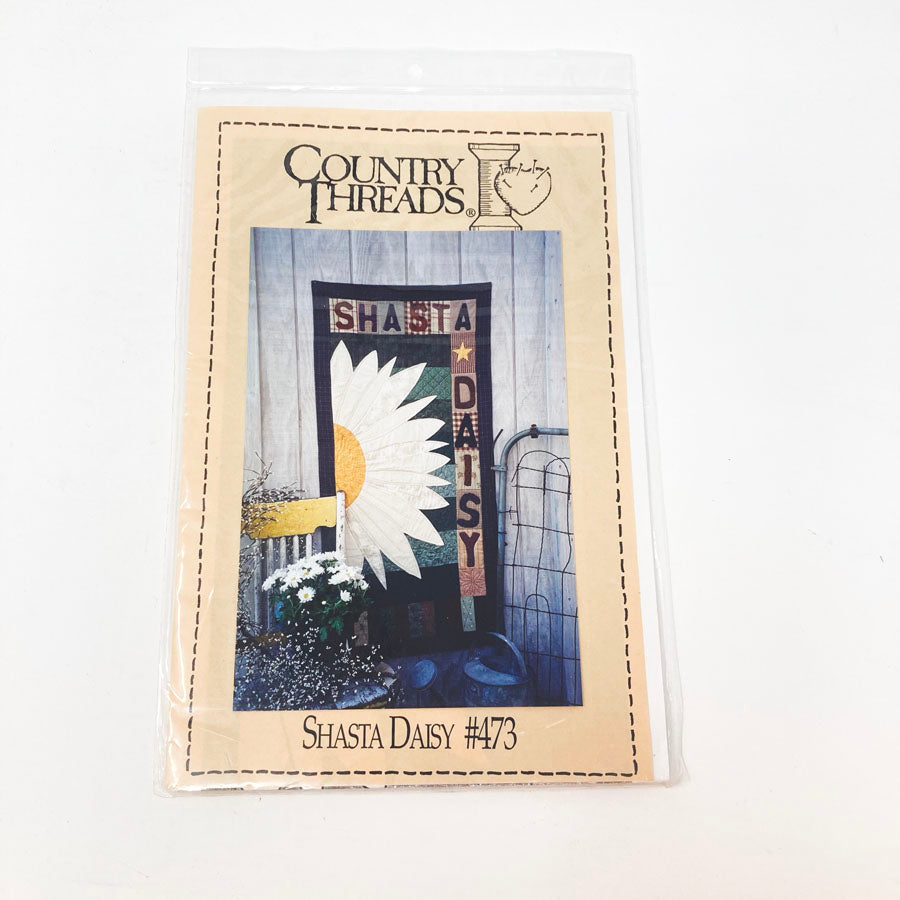 COUNTRY
THREADS®
SHASTA
DAISY
SHASTA DAISY #473